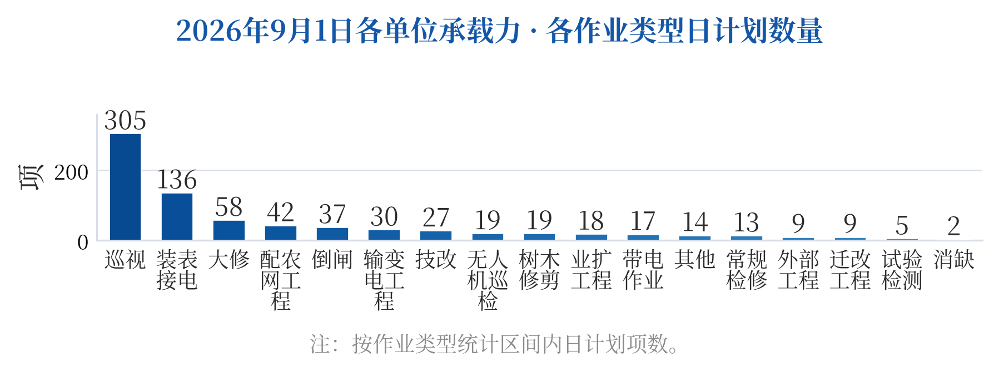 2026年9月1日各单位承载力 · 各作业类型日计划数量
项
200
0
305
136
58
42
37
30
27
19
19
18
17
14
13
9
9
5
2
巡视
装表
接电
大修
配农
网工
程
倒闸
输变
电工
程
技改
无人
机巡
检
树木
修剪
业扩
工程
带电
作业
其他
常规
检修
外部
工程
迁改
工程
试验
检测
消缺
注：按作业类型统计区间内日计划项数。